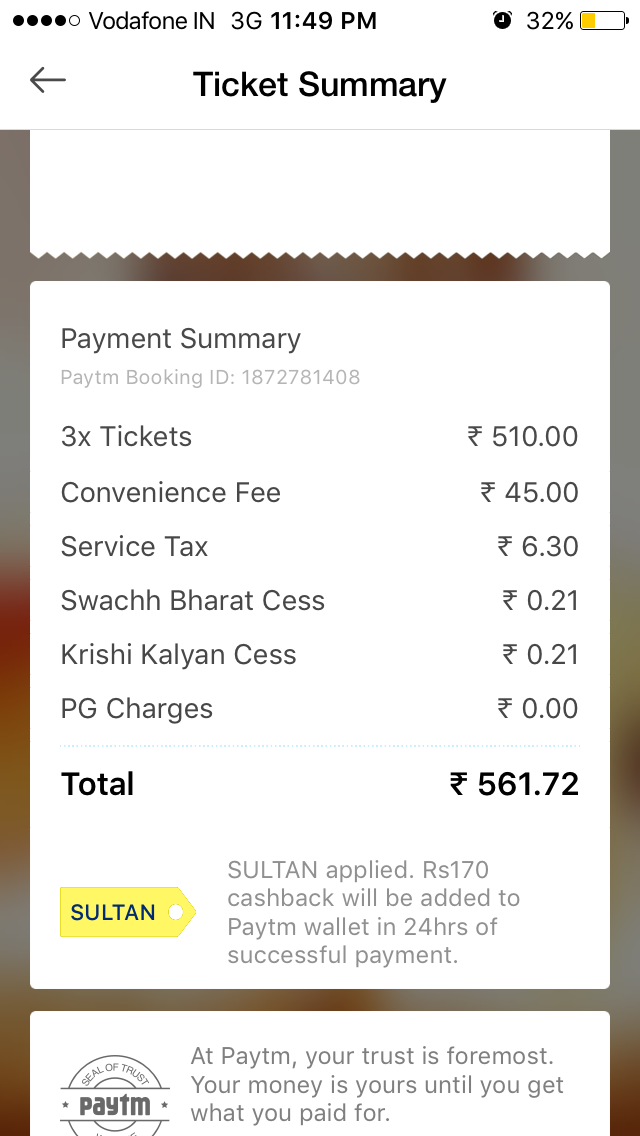 Vodafone IN 3G 11:49 PM 32%
Ticket Summary
Payment Summary
Paytm Booking ID: 1872781408
3x Tickets ₹ 510.00
Convenience Fee ₹ 45.00
Service Tax ₹ 6.30
Swachh Bharat Cess ₹ 0.21
Krishi Kalyan Cess ₹ 0.21
PG Charges ₹ 0.00
Total ₹ 561.72
SULTAN
SULTAN applied. Rs170
cashback will be added to
Paytm wallet in 24hrs of
successful payment.
SEAL OF TRUST
paytm
At Paytm, your trust is foremost.
Your money is yours until you get
what you paid for.